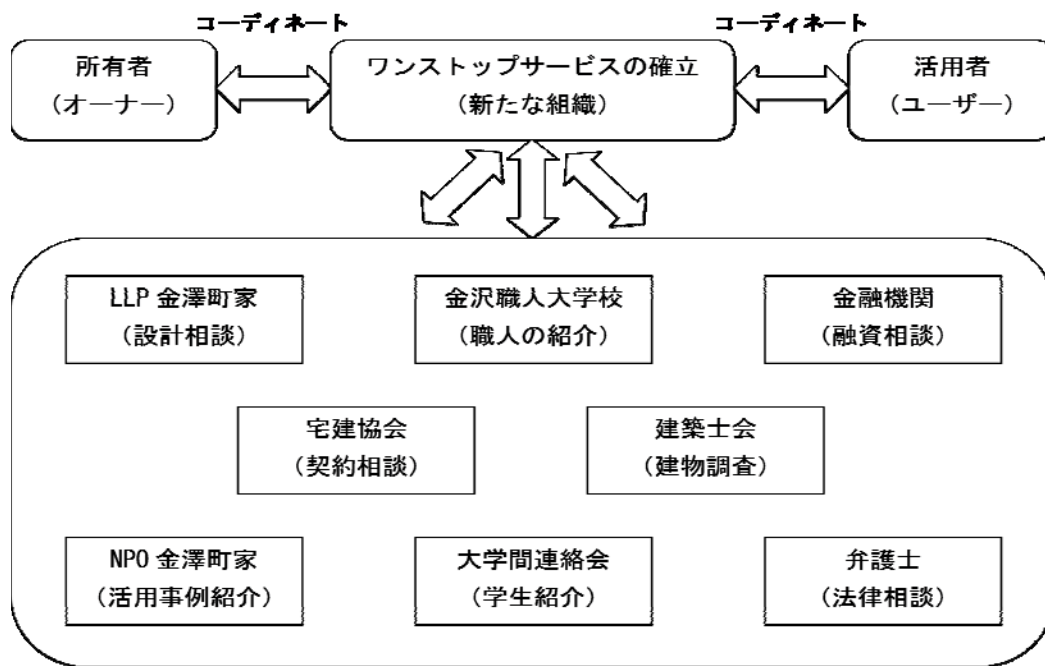 コーディネート
コーディネート
所有者
(オーナー)
ワンストップサービスの確立
(新たな組織)
活用者
(ユーザー)
LLP 金澤町家
(設計相談)
金沢職人大学校
(職人の紹介)
金融機関
(融資相談)
宅建協会
(契約相談)
建築士会
(建物調査)
NPO 金澤町家
(活用事例紹介)
大学間連絡会
(学生紹介)
弁護士
(法律相談)